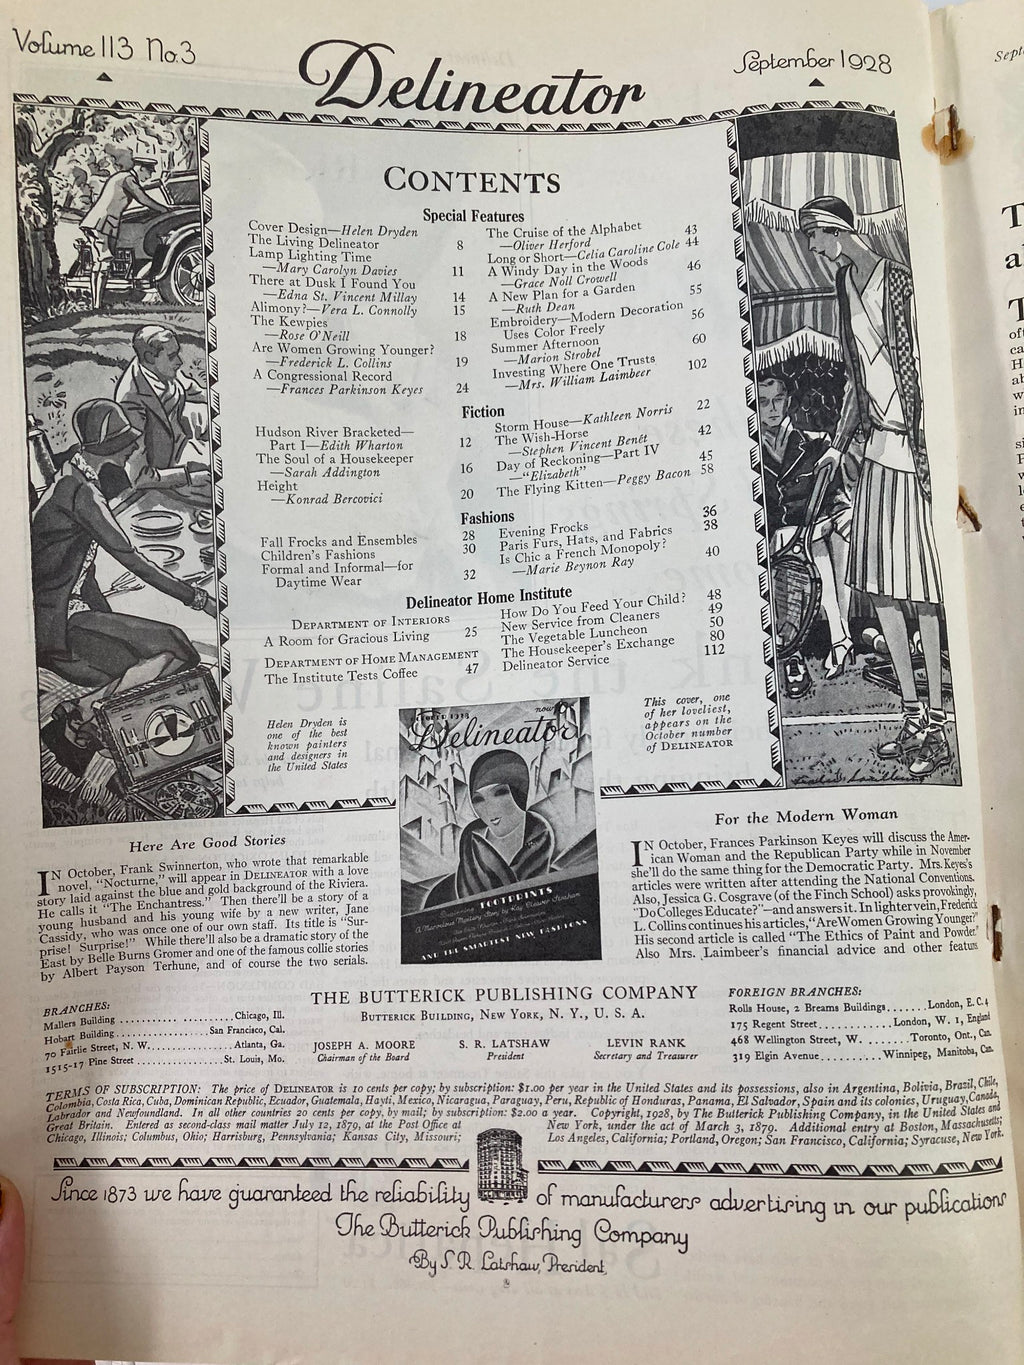 Volume 113 No. 3
Delineator
September 1928
CONTENTS
Special Features
Cover Design—Helen Dryden
The Living Delineator 8
Lamp Lighting Time
—Mary Carolyn Davies 11
There at Dusk I Found You
—Edna St. Vincent Millay 14
Alimony?—Vera L. Connolly 15
The Kewpies
—Rose O'Neill 18
Are Women Growing Younger?
—Frederick L. Collins 19
A Congressional Record
—Frances Parkinson Keyes 24
The Cruise of the Alphabet 43
—Oliver Herford
Long or Short—Celia Caroline Cole 44
A Windy Day in the Woods 46
—Grace Noll Crowell
A New Plan for a Garden 55
—Ruth Dean
Embroidery—Modern Decoration 56
Uses Color Freely
Summer Afternoon 60
—Marion Strobel
Investing Where One Trusts 102
—Mrs. William Laimbeer
Fiction
Hudson River Bracketed—
Part I—Edith Wharton 12
The Soul of a Housekeeper
—Sarah Addington 16
Height
—Konrad Bercovici 20
Storm House—Kathleen Norris 22
The Wish-Horse 42
—Stephen Vincent Benét
Day of Reckoning—Part IV 45
—"Elizabeth"
The Flying Kitten—Peggy Bacon 58
Fashions
Fall Frocks and Ensembles 28
Children's Fashions 30
Formal and Informal—for
Daytime Wear 32
Evening Frocks 36
Paris Furs, Hats, and Fabrics 38
Is Chic a French Monopoly? 40
—Marie Beynon Ray
Delineator Home Institute
DEPARTMENT OF INTERIORS
A Room for Gracious Living 25
DEPARTMENT OF HOME MANAGEMENT
The Institute Tests Coffee 47
How Do You Feed Your Child? 48
New Service from Cleaners 49
The Vegetable Luncheon 50
The Housekeeper's Exchange 80
Delineator Service 112
Helen Dryden is
one of the best
known painters
and designers in
the United States
Delineator
FOOTPRINTS
AND THE SMARTEST NEW FASHIONS
This cover, one
of her loveliest,
appears on the
October number
of DELINEATOR
Here Are Good Stories
IN October, Frank Swinnerton, who wrote that remarkable
novel, "Nocturne," will appear in DELINEATOR with a love
story laid against the blue and gold background of the Riviera.
He calls it "The Enchantress." Then there'll be a story of a
young husband and his young wife by a new writer, Jane
Cassidy, who was once one of our own staff. Its title is "Sur-
prise! Surprise!" While there'll also be a dramatic story of the
East by Belle Burns Gromer and one of the famous collie stories
by Albert Payson Terhune, and of course the two serials.
For the Modern Woman
IN October, Frances Parkinson Keyes will discuss the Amer-
ican Woman and the Republican Party while in November
she'll do the same thing for the Democratic Party. Mrs. Keyes's
articles were written after attending the National Conventions.
Also, Jessica G. Cosgrave (of the Finch School) asks provokingly,
"Do Colleges Educate?"—and answers it. In lighter vein, Frederick
L. Collins continues his articles, "Are Women Growing Younger?"
His second article is called "The Ethics of Paint and Powder."
Also Mrs. Laimbeer's financial advice and other features
BRANCHES:
Mallers Building Chicago, Ill.
Hobart Building San Francisco, Cal.
70 Fairlie Street, N. W. Atlanta, Ga.
1515-17 Pine Street St. Louis, Mo.
THE BUTTERICK PUBLISHING COMPANY
BUTTERICK BUILDING, NEW YORK, N. Y., U. S. A.
JOSEPH A. MOORE S. R. LATSHAW LEVIN RANK
Chairman of the Board President Secretary and Treasurer
FOREIGN BRANCHES:
Rolls House, 2 Breams Buildings London, E. C. 4
175 Regent Street London, W. 1, England
468 Wellington Street, W. Toronto, Ont., Can.
319 Elgin Avenue Winnipeg, Manitoba, Can.
TERMS OF SUBSCRIPTION: The price of DELINEATOR is 10 cents per copy; by subscription: $1.00 per year in the United States and its possessions, also in Argentina, Bolivia, Brazil, Chile,
Colombia, Costa Rica, Cuba, Dominican Republic, Ecuador, Guatemala, Hayti, Mexico, Nicaragua, Paraguay, Peru, Republic of Honduras, Panama, El Salvador, Spain and its colonies, Uruguay, Canada,
Labrador and Newfoundland. In all other countries 20 cents per copy, by mail; by subscription: $2.00 a year. Copyright, 1928, by The Butterick Publishing Company, in the United States and
Great Britain. Entered as second-class mail matter July 12, 1879, at the Post Office at New York, under the act of March 3, 1879. Additional entry at Boston, Massachusetts;
Chicago, Illinois; Columbus, Ohio; Harrisburg, Pennsylvania; Kansas City, Missouri; Los Angeles, California; Portland, Oregon; San Francisco, California; Syracuse, New York.
Since 1873 we have guaranteed the reliability of manufacturers advertising in our publications
The Butterick Publishing Company
By S. R. Latshaw, President